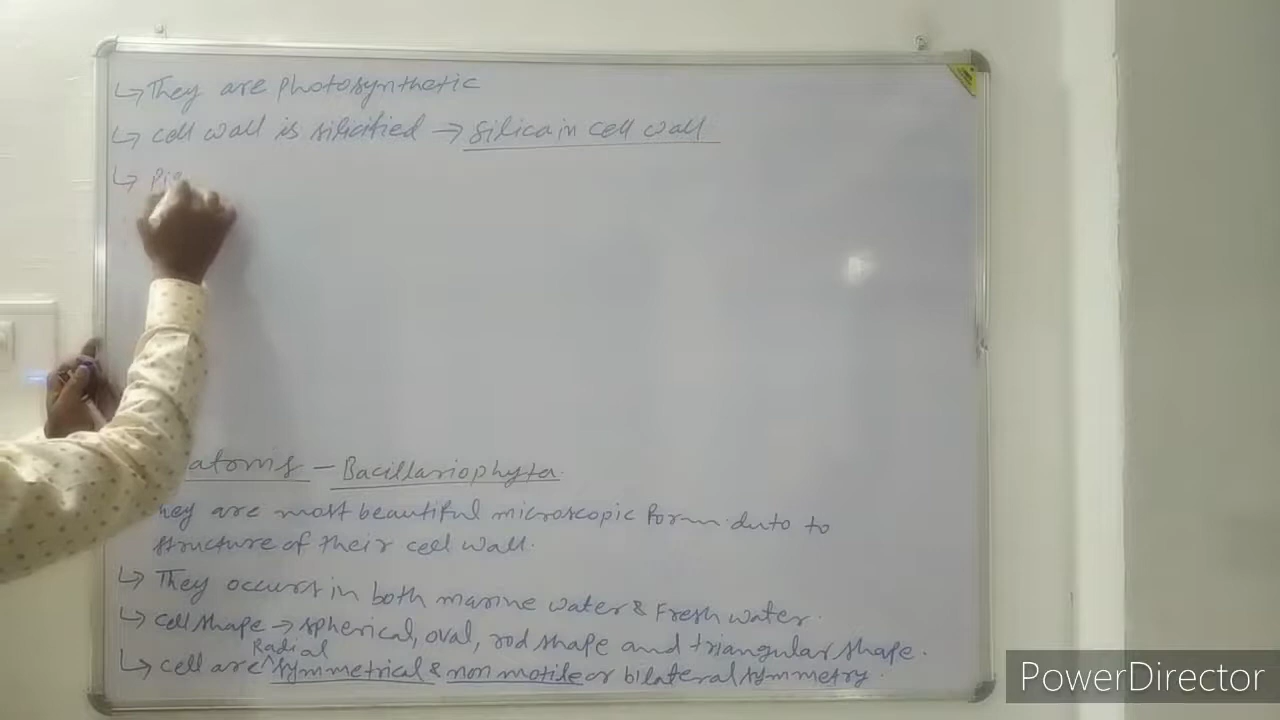 ↳ They are photosynthetic
↳ cell wall is silicified → silica in cell wall
↳ Pig
atoms – Bacillariophyta.
hey are most beautiful microscopic form duto to
structure of their cell wall.
↳ They occurs in both marine water & Fresh water.
↳ cell shape → spherical, oval, rod shape and triangular shape.
Radial
↳ cell are ^ symmetrical & non motile or bilateral symmetry.
PowerDirector